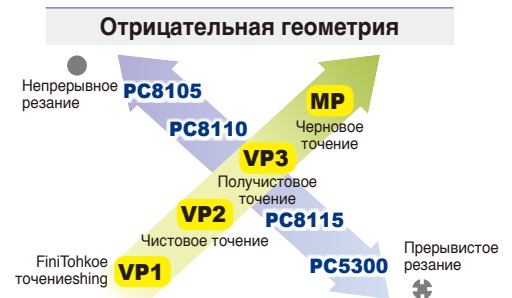 Отрицательная геометрия
Непрерывное
резание
PC8105
PC8110
MP
Черновое
точение
VP3
Получистовое
точение
VP2
Чистовое точение
PC8115
FiniTohkoe
точениеshing
VP1
PC5300
Прерывистое
резание